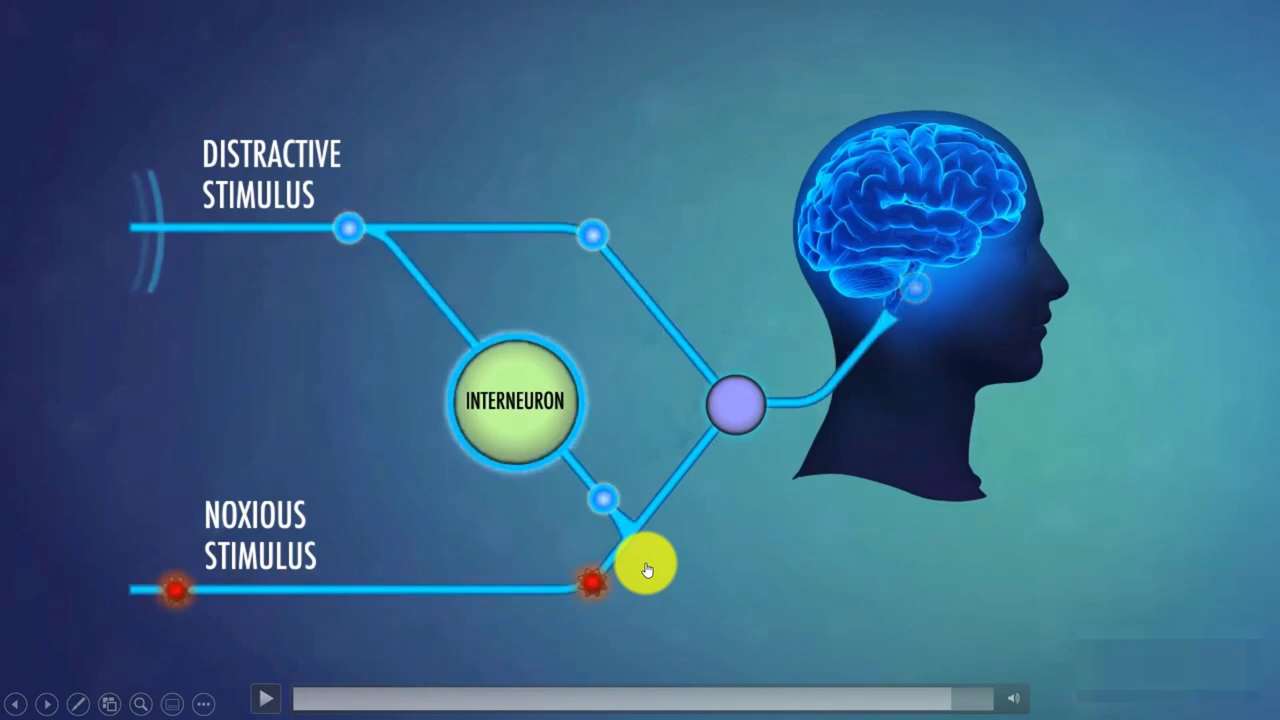 DISTRACTIVE
STIMULUS
INTERNEURON
NOXIOUS
STIMULUS